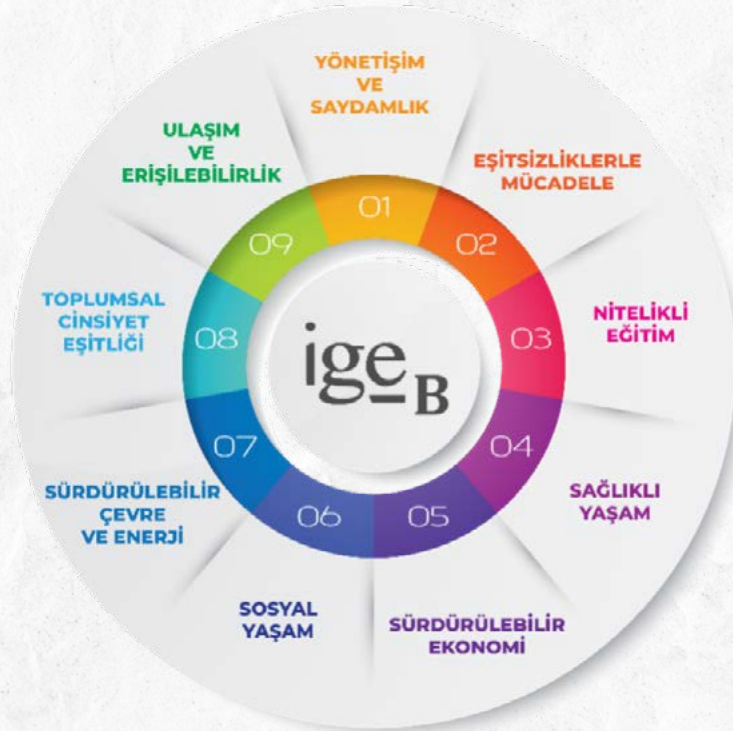 YÖNETİŞİM
VE
SAYDAMLIK
01
EŞİTSİZLİKLERLE
MÜCADELE
02
NİTELİKLİ
EĞİTİM
03
SAĞLIKLI
YAŞAM
04
SÜRDÜRÜLEBİLİR
EKONOMİ
05
SOSYAL
YAŞAM
06
SÜRDÜRÜLEBİLİR
ÇEVRE
VE ENERJİ
07
TOPLUMSAL
CİNSİYET
EŞİTLİĞİ
08
ULAŞIM
VE
ERİŞİLEBİLİRLİK
09
ige_B